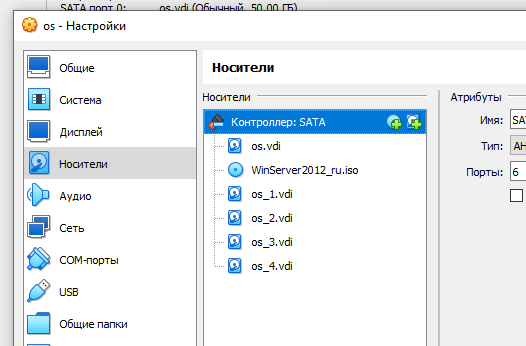 SATA порт 0: os.vdi (Обычный, 50,00 ГБ)
os - Настройки
Общие
Система
Дисплей
Носители
Аудио
Сеть
COM-порты
USB
Общие папки
Носители
Носители
Контроллер: SATA
os.vdi
WinServer2012_ru.iso
os_1.vdi
os_2.vdi
os_3.vdi
os_4.vdi
Атрибуты
Имя: SAT
Тип: AH
Порты: 6